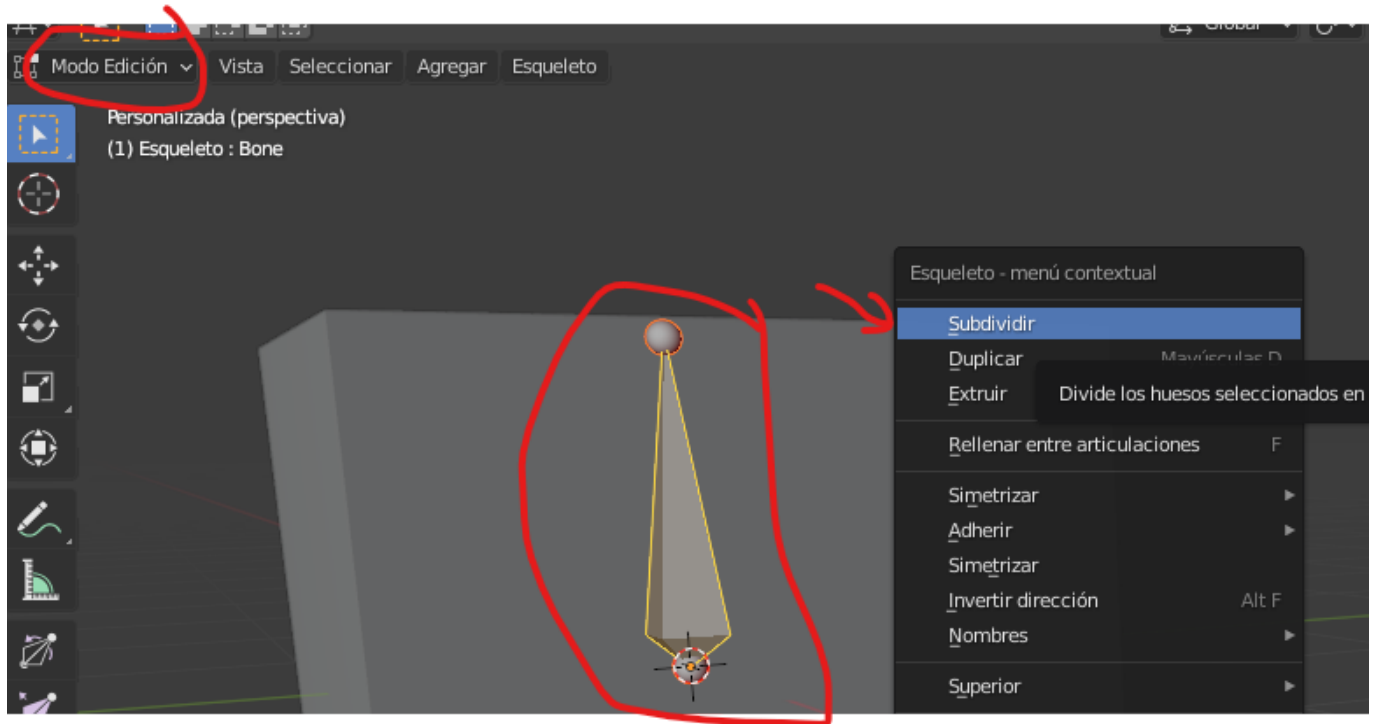 Global
Modo Edición Vista Seleccionar Agregar Esqueleto
Personalizada (perspectiva)
(1) Esqueleto : Bone
Esqueleto - menú contextual
Subdividir
Duplicar Mayúsculas D
Extruir Divide los huesos seleccionados en
Rellenar entre articulaciones F
Simetrizar
Adherir
Simetrizar
Invertir dirección Alt F
Nombres
Superior